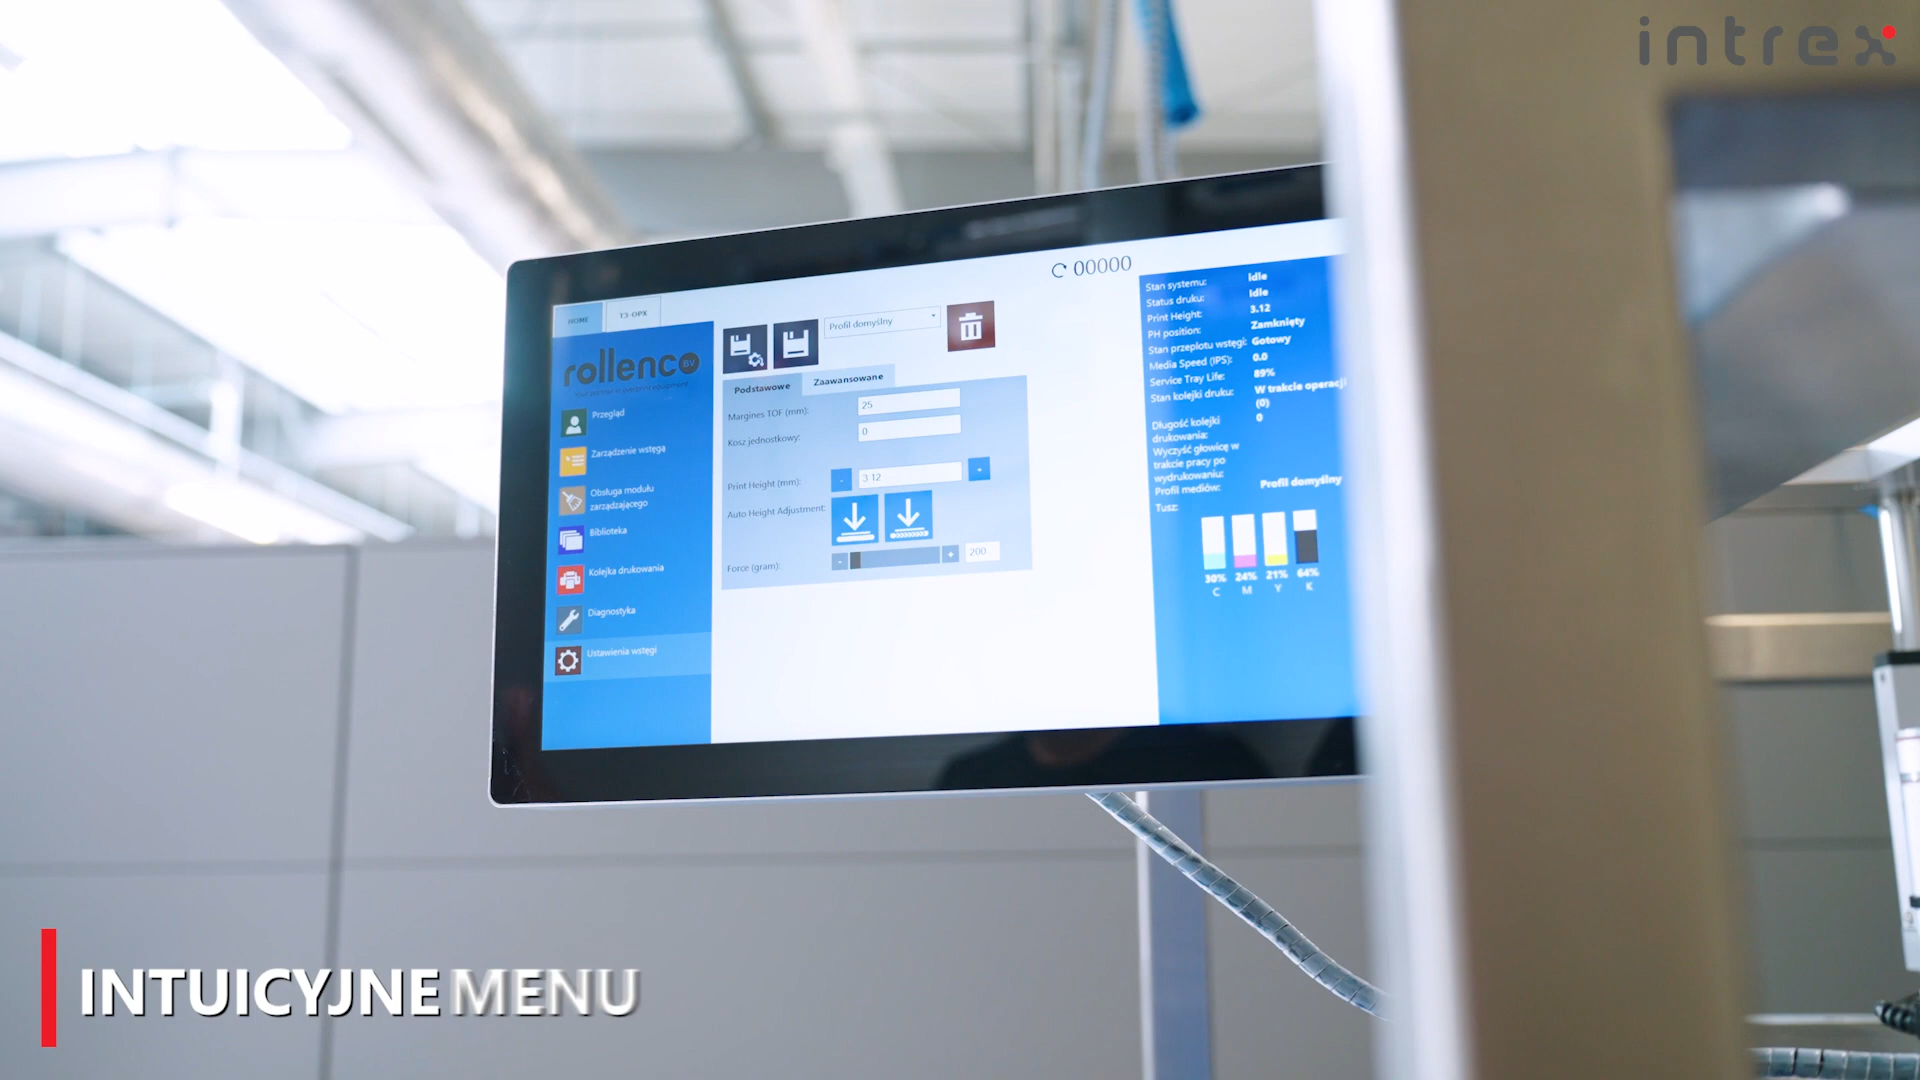 intrex
00000
HOME
T3-OPX
rollenco BV
Przegląd
Zarządzenie wstęgą
Obsługa modułu
zarządzającego
Biblioteka
Kolejka drukowania
Diagnostyka
Ustawienia wstęgi
Profil domyślny
Podstawowe
Zaawansowane
Margines TOF (mm):
25
Kosz jednostkowy:
0
Print Height (mm):
-
3.12
+
Auto Height Adjustment:
Force (gram):
-
+
200
Stan systemu: Idle
Status druku: Idle
Print Height: 3.12
PH position: Zamknięty
Stan przeplotu wstęgi: Gotowy
Media Speed (IPS): 0.0
Service Tray Life: 89%
Stan kolejki druku: W trakcie operacji
(0)
Długość kolejki 0
drukowania:
Wyczyść głowicę w
trakcie pracy po
wydrukowaniu:
Profil mediów: Profil domyślny
Tusz:
30% 24% 21% 64%
C M Y K
INTUICYJNE MENU